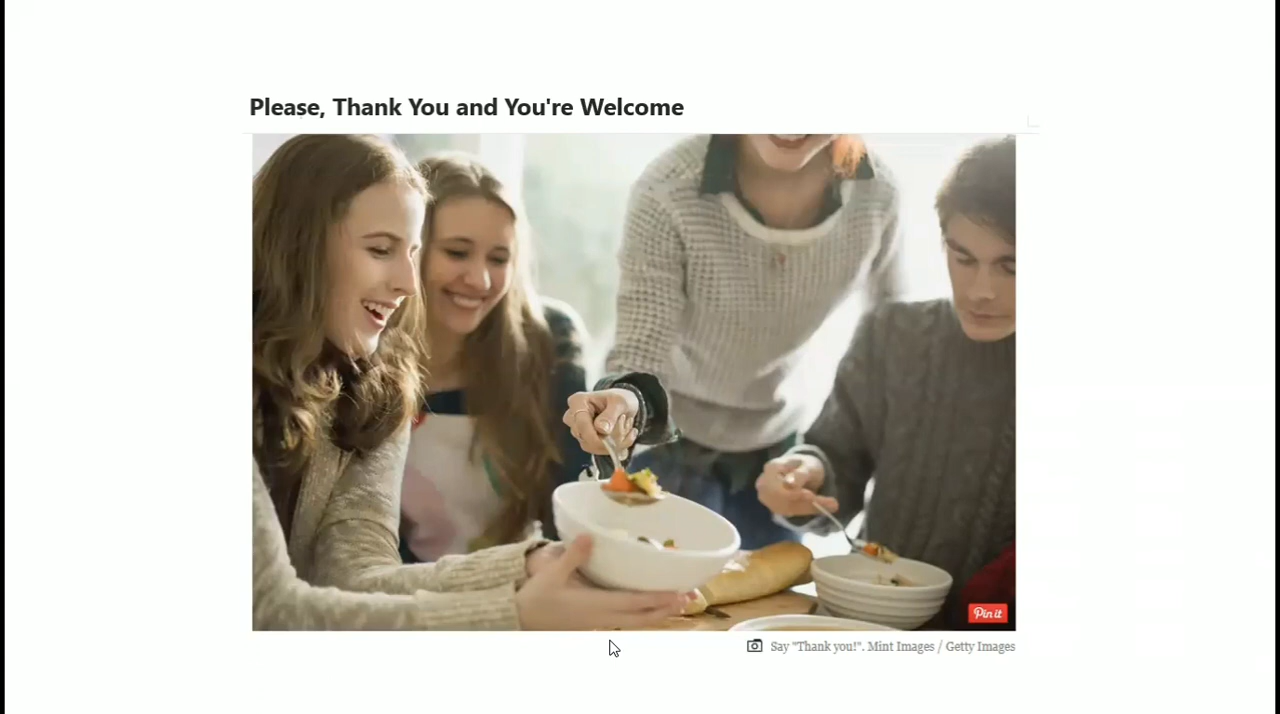 Please, Thank You and You're Welcome
Pin it
Say "Thank you!". Mint Images / Getty Images